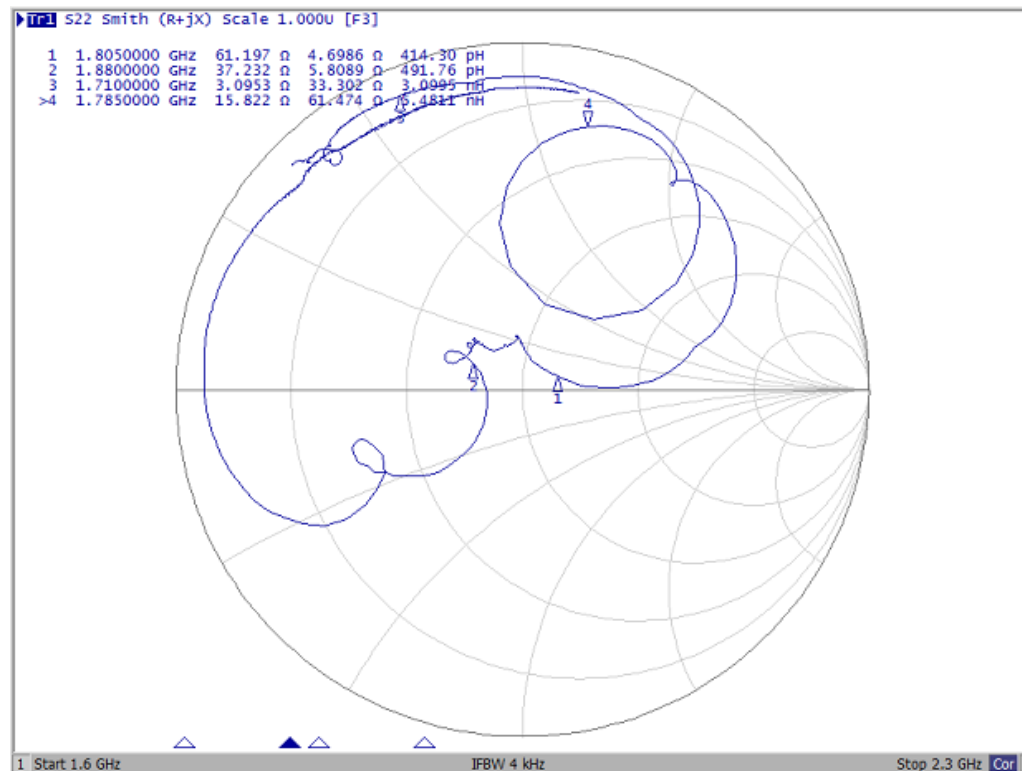 Tr1 S22 Smith (R+jX) Scale 1.000U [F3]
1 1.8050000 GHz 61.197 Ω 4.6986 Ω 414.30 pH
2 1.8800000 GHz 37.232 Ω 5.8089 Ω 491.76 pH
3 1.7100000 GHz 3.0953 Ω 33.302 Ω 3.0995 nH
>4 1.7850000 GHz 15.822 Ω 61.474 Ω 5.4811 nH
4
3
2
1
1 Start 1.6 GHz IFBW 4 kHz Stop 2.3 GHz Cor